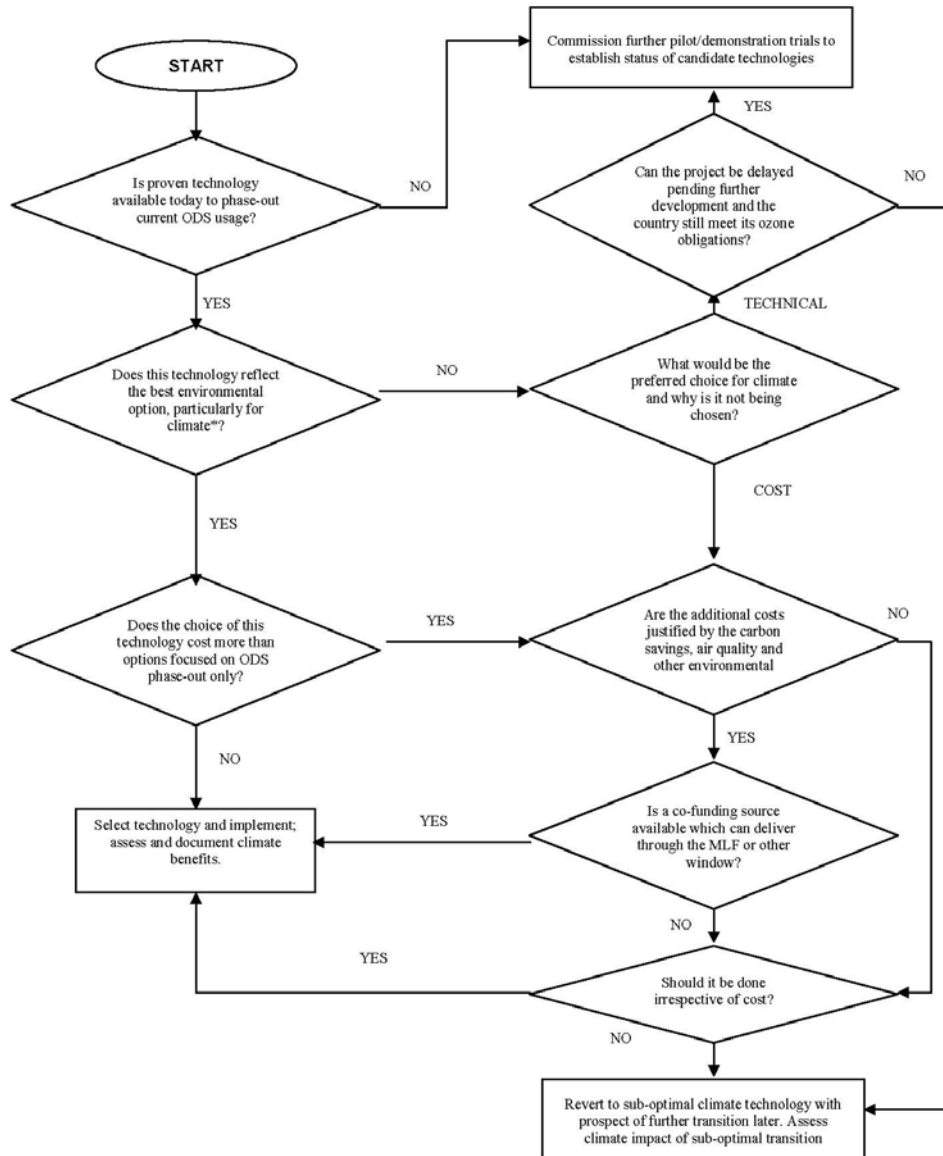 START
Commission further pilot/demonstration trials to
establish status of candidate technologies
YES
Is proven technology
available today to phase-out
current ODS usage?
NO
Can the project be delayed
pending further
development and the
country still meet its ozone
obligations?
NO
YES
TECHNICAL
Does this technology reflect
the best environmental
option, particularly for
climate*?
NO
What would be the
preferred choice for climate
and why is it not being
chosen?
YES
COST
Does the choice of this
technology cost more than
options focused on ODS
phase-out only?
YES
Are the additional costs
justified by the carbon
savings, air quality and
other environmental
NO
NO
YES
Select technology and implement;
assess and document climate
benefits.
YES
Is a co-funding source
available which can deliver
through the MLF or other
window?
NO
YES
Should it be done
irrespective of cost?
NO
Revert to sub-optimal climate technology with
prospect of further transition later. Assess
climate impact of sub-optimal transition